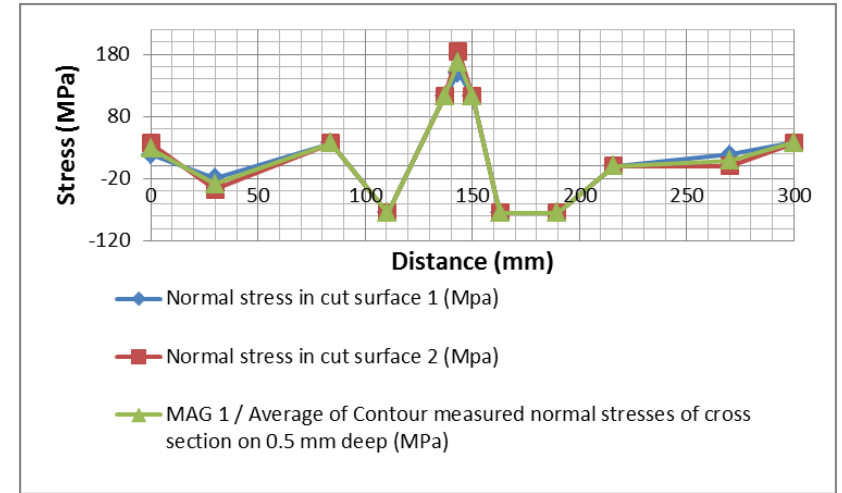 Stress (MPa)
180
80
-20
-120
0 50 100 150 200 250 300
Distance (mm)
Normal stress in cut surface 1 (Mpa)
Normal stress in cut surface 2 (Mpa)
MAG 1 / Average of Contour measured normal stresses of cross
section on 0.5 mm deep (MPa)